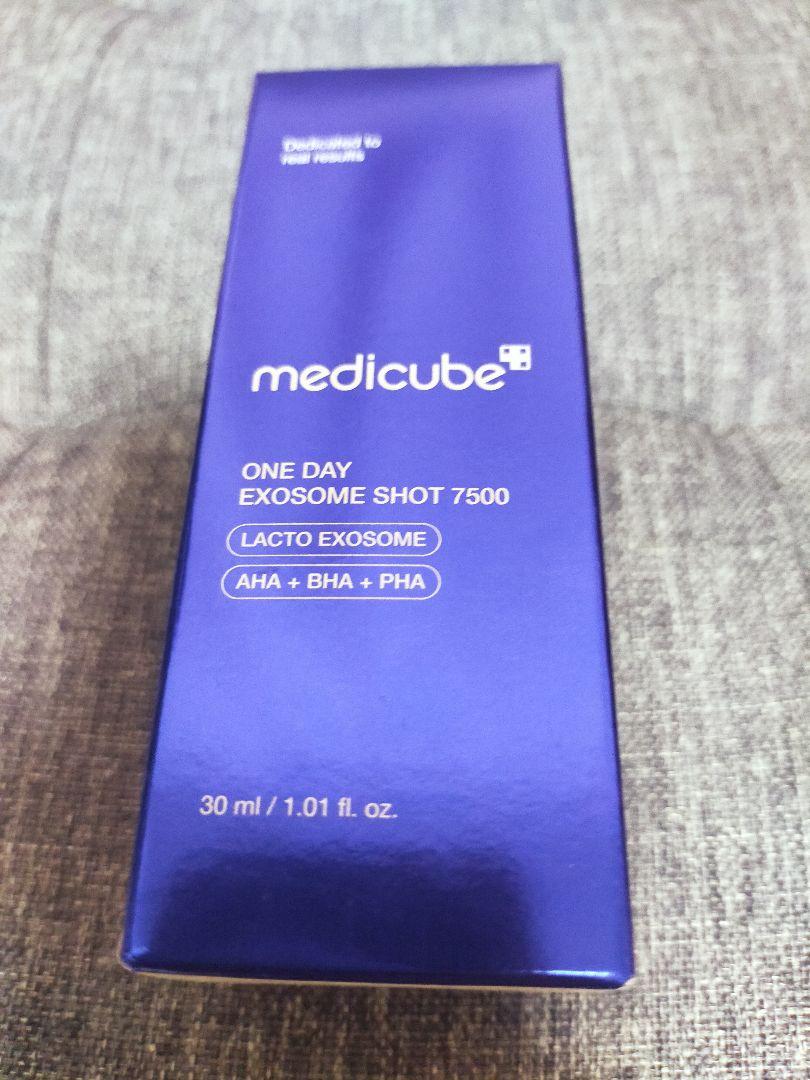 Dedicated to
real results
medicube
ONE DAY
EXOSOME SHOT 7500
LACTO EXOSOME
AHA + BHA + PHA
30 ml / 1.01 fl. oz.